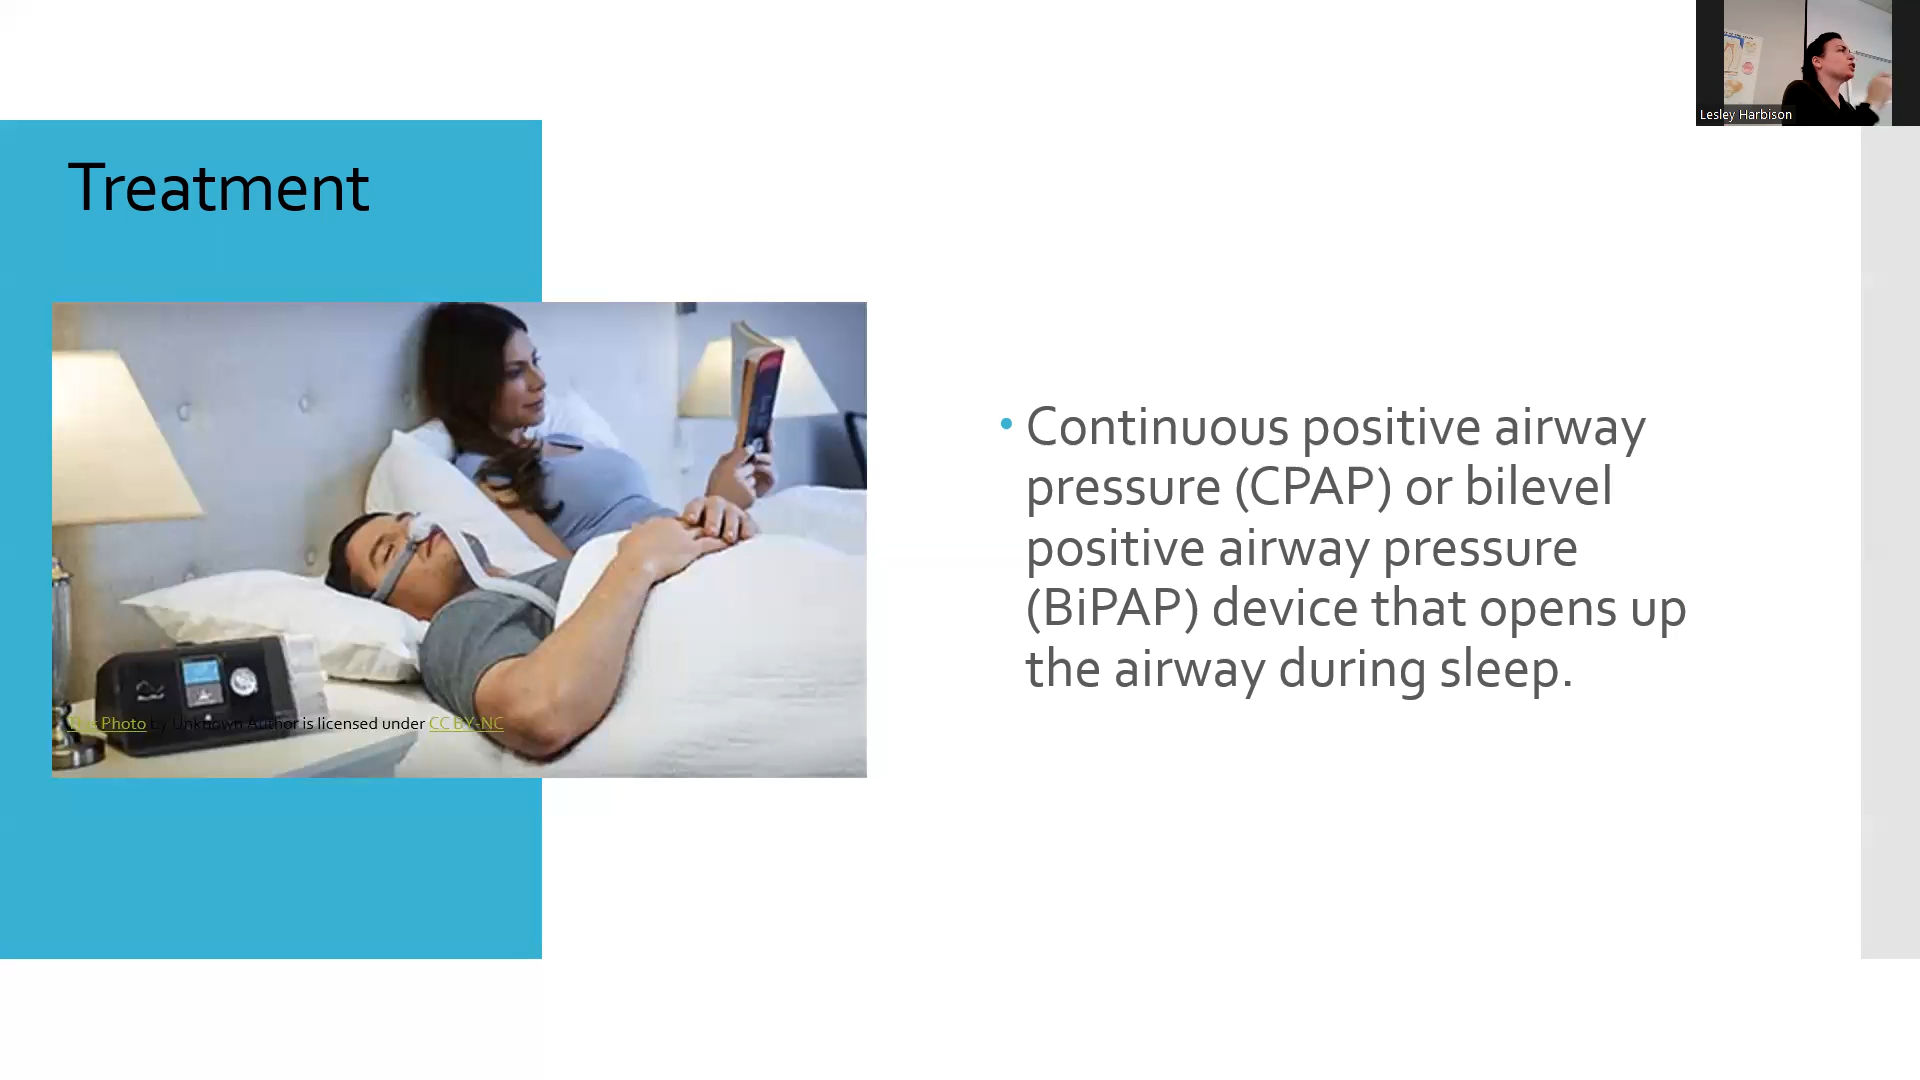 Lesley Harbison
Treatment
Continuous positive airway
pressure (CPAP) or bilevel
positive airway pressure
(BiPAP) device that opens up
the airway during sleep.
This Photo by Unknown Author is licensed under CC BY-NC